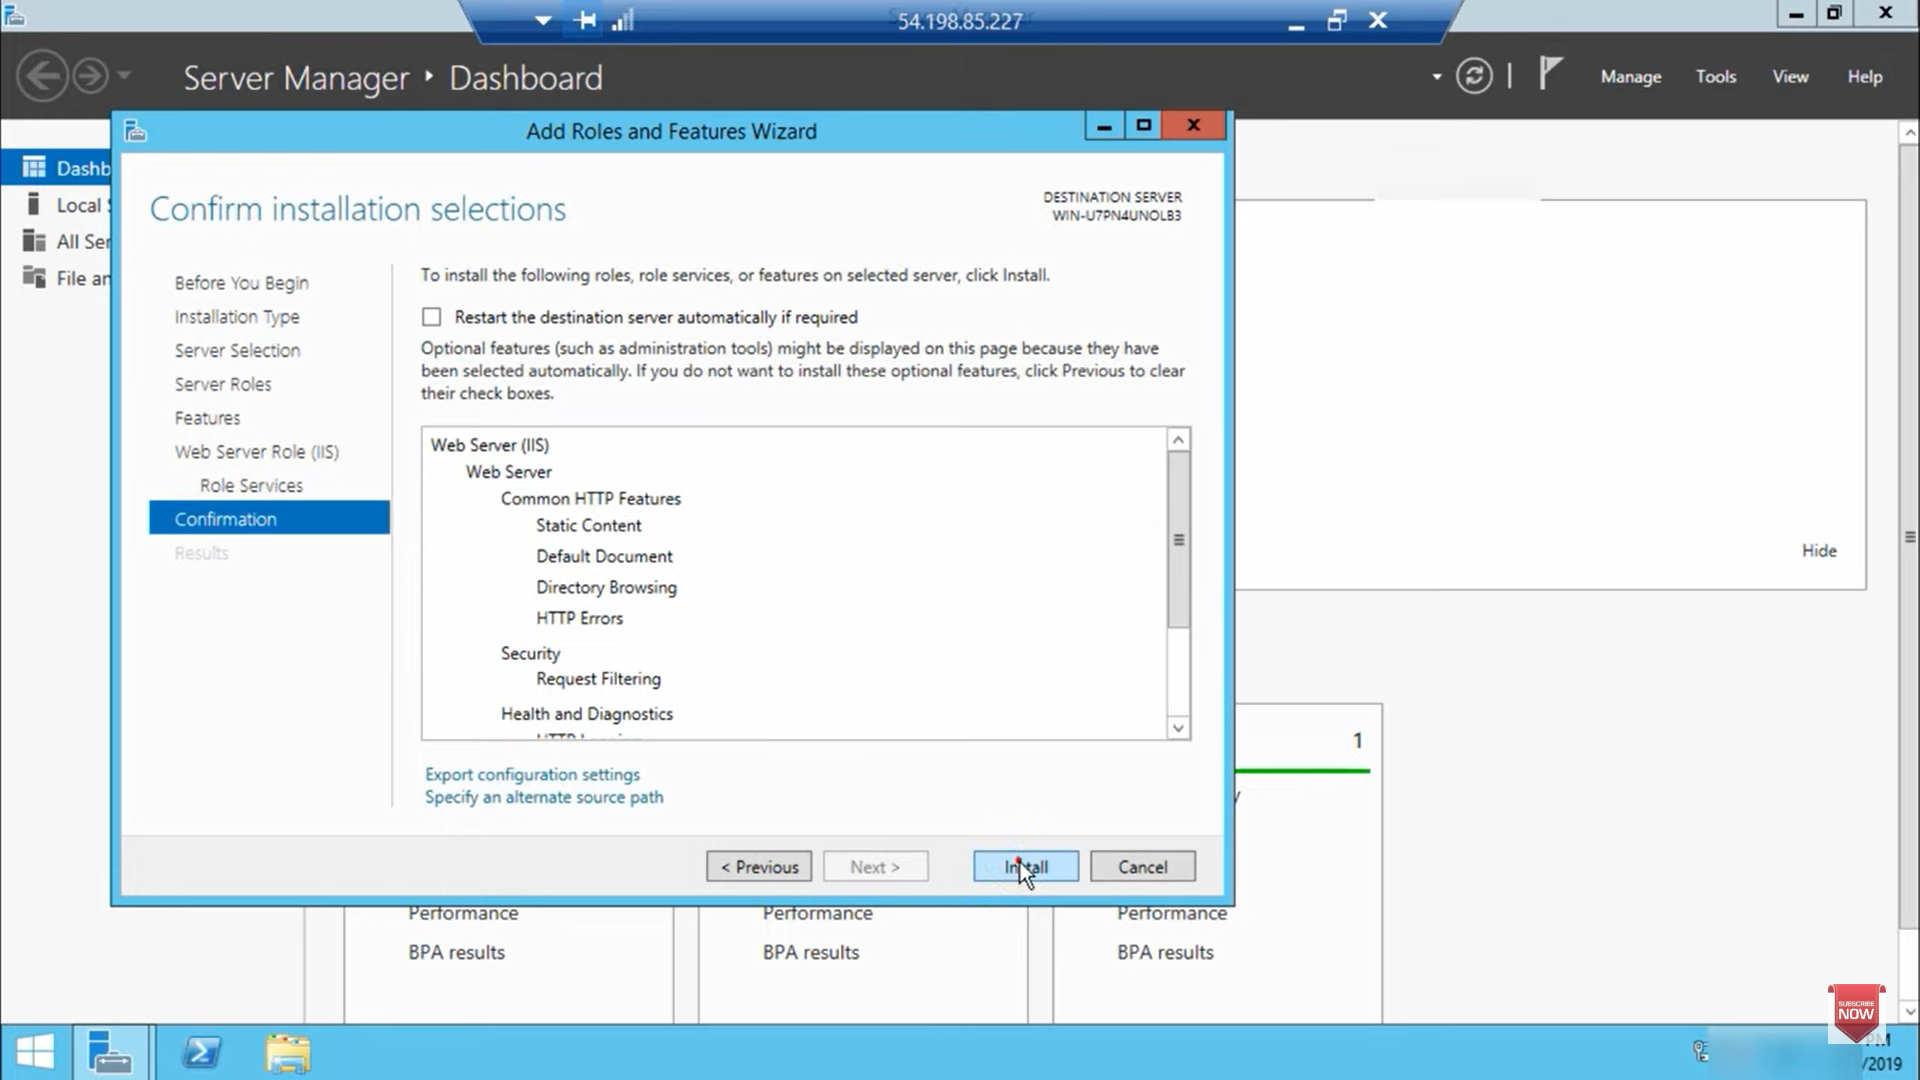 54.198.85.227
Server Manager ‣ Dashboard
Manage
Tools
View
Help
Add Roles and Features Wizard
Dashb
Local
All Ser
File an
Confirm installation selections
DESTINATION SERVER
WIN-U7PN4UNOLB3
Before You Begin
Installation Type
Server Selection
Server Roles
Features
Web Server Role (IIS)
Role Services
Confirmation
Results
To install the following roles, role services, or features on selected server, click Install.
Restart the destination server automatically if required
Optional features (such as administration tools) might be displayed on this page because they have
been selected automatically. If you do not want to install these optional features, click Previous to clear
their check boxes.
Web Server (IIS)
Web Server
Common HTTP Features
Static Content
Default Document
Directory Browsing
HTTP Errors
Security
Request Filtering
Health and Diagnostics
Export configuration settings
Specify an alternate source path
< Previous
Next >
Install
Cancel
Hide
1
Performance
BPA results
Performance
BPA results
Performance
BPA results
SUBSCRIBE
NOW
PM
/2019